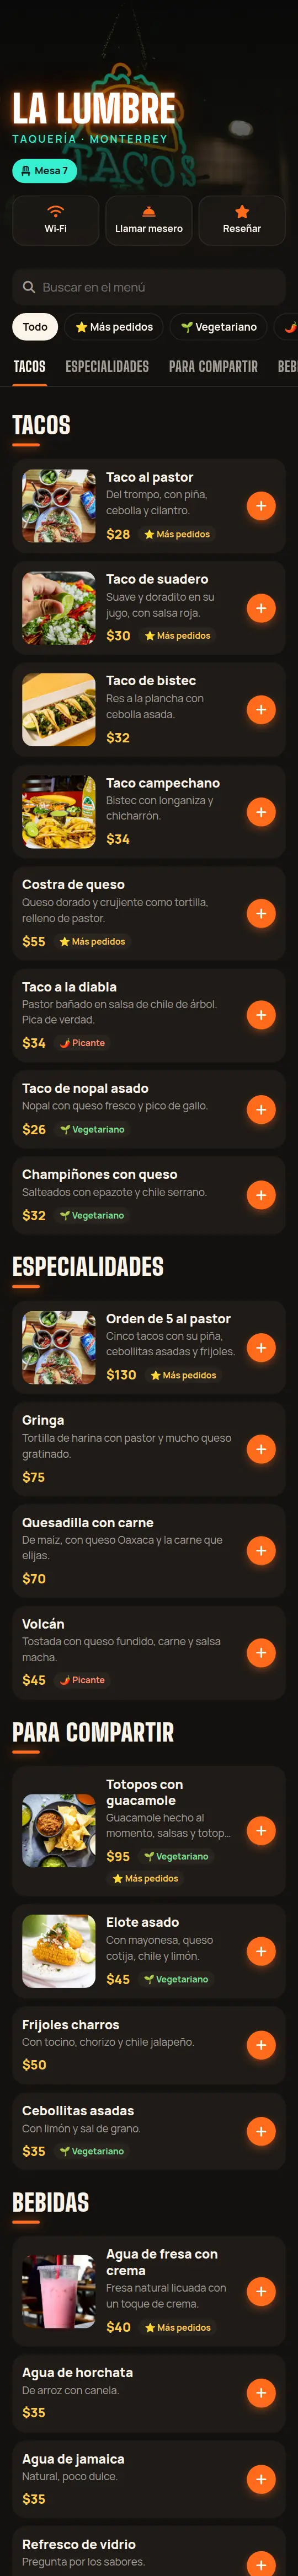 LA LUMBRE
TAQUERÍA · MONTERREY
Mesa 7
Wi-Fi
Llamar mesero
Reseñar
Buscar en el menú
Todo
Más pedidos
Vegetariano
TACOS
ESPECIALIDADES
PARA COMPARTIR
BEB
TACOS
Taco al pastor
Del trompo, con piña,
cebolla y cilantro.
$28 Más pedidos
Taco de suadero
Suave y doradito en su
jugo, con salsa roja.
$30 Más pedidos
Taco de bistec
Res a la plancha con
cebolla asada.
$32
Taco campechano
Bistec con longaniza y
chicharrón.
$34
Costra de queso
Queso dorado y crujiente como tortilla,
relleno de pastor.
$55 Más pedidos
Taco a la diabla
Pastor bañado en salsa de chile de árbol.
Pica de verdad.
$34 Picante
Taco de nopal asado
Nopal con queso fresco y pico de gallo.
$26 Vegetariano
Champiñones con queso
Salteados con epazote y chile serrano.
$32 Vegetariano
ESPECIALIDADES
Orden de 5 al pastor
Cinco tacos con su piña,
cebollitas asadas y frijoles.
$130 Más pedidos
Gringa
Tortilla de harina con pastor y mucho queso
gratinado.
$75
Quesadilla con carne
De maíz, con queso Oaxaca y la carne que
elijas.
$70
Volcán
Tostada con queso fundido, carne y salsa
macha.
$45 Picante
PARA COMPARTIR
Totopos con
guacamole
Guacamole hecho al
momento, salsas y totop…
$95 Vegetariano
Más pedidos
Elote asado
Con mayonesa, queso
cotija, chile y limón.
$45 Vegetariano
Frijoles charros
Con tocino, chorizo y chile jalapeño.
$50
Cebollitas asadas
Con limón y sal de grano.
$35 Vegetariano
BEBIDAS
Agua de fresa con
crema
Fresa natural licuada con
un toque de crema.
$40 Más pedidos
Agua de horchata
De arroz con canela.
$35
Agua de jamaica
Natural, poco dulce.
$35
Refresco de vidrio
Pregunta por los sabores.